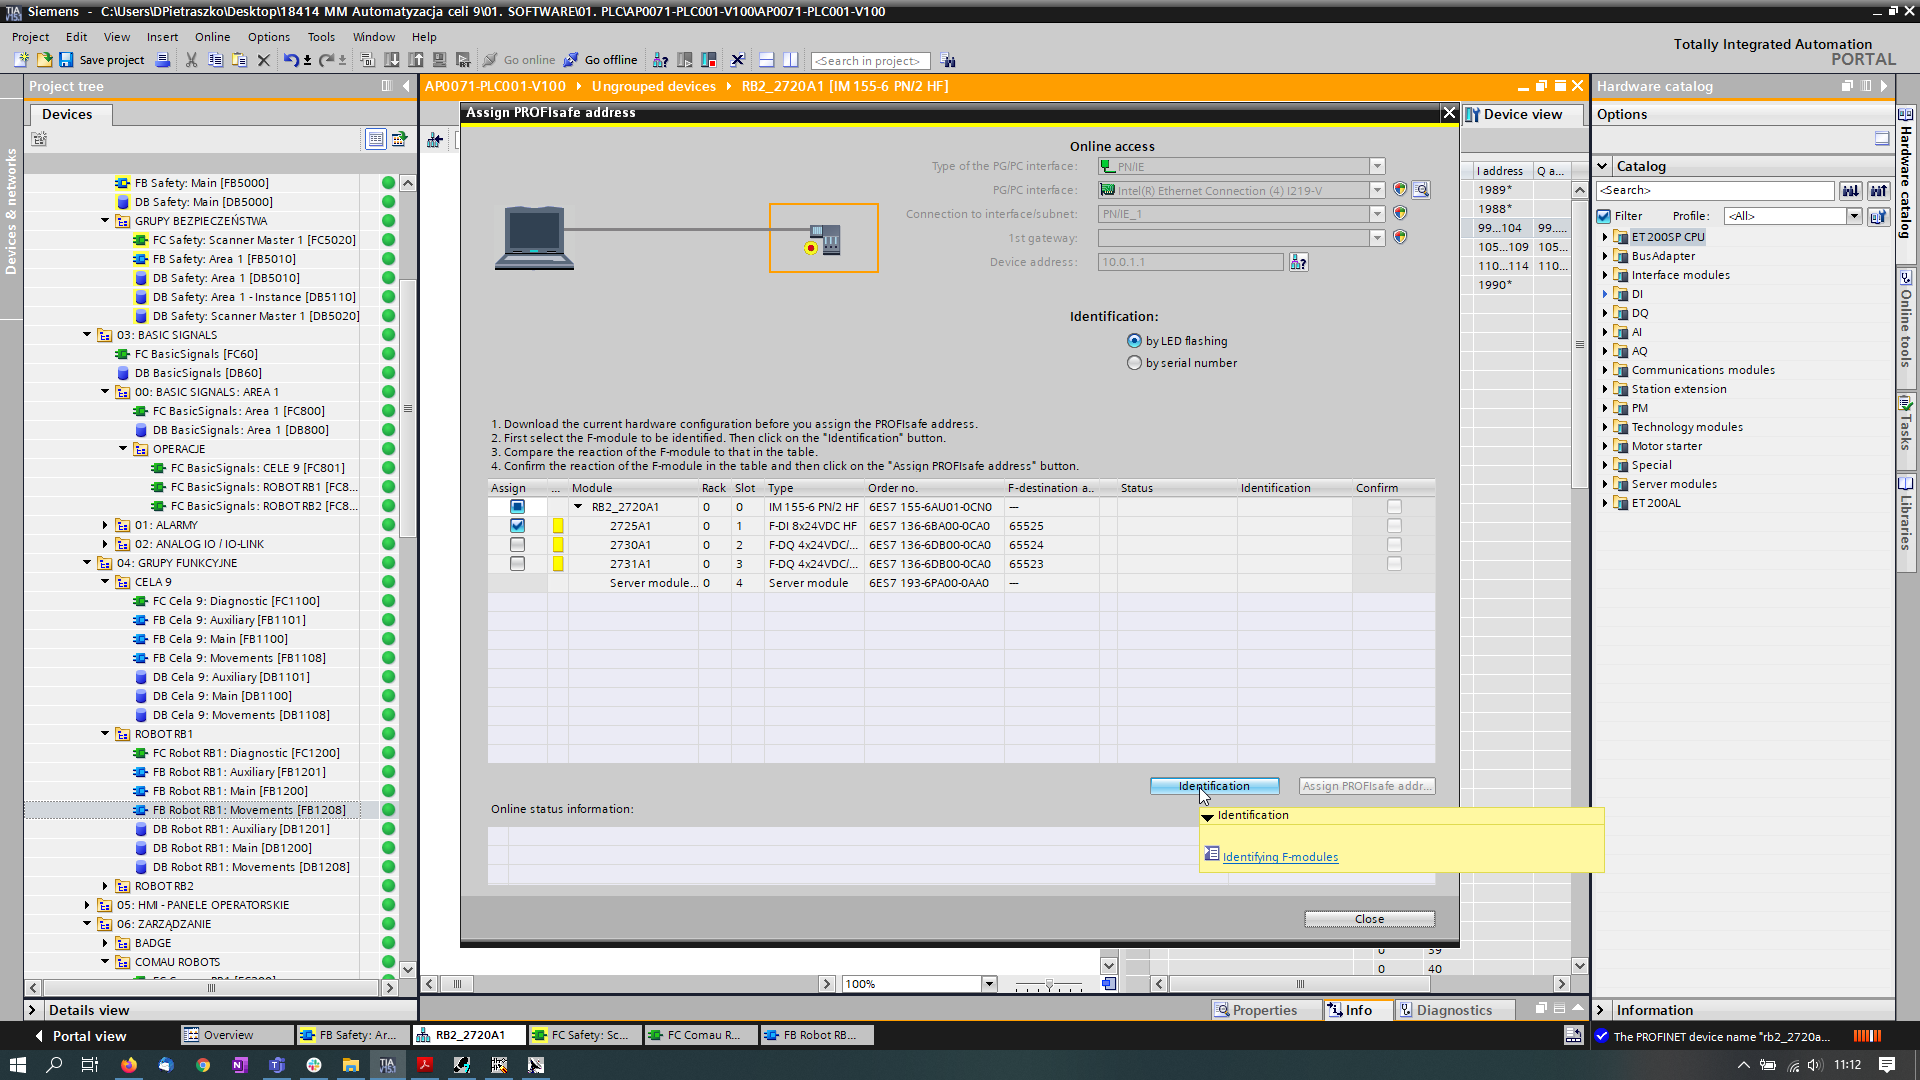 Siemens - C:\Users\DPietraszko\Desktop\18414 MM Automatyzacja celi 9\01. SOFTWARE\01. PLC\AP0071-PLC001-V100\AP0071-PLC001-V100
Project Edit View Insert Online Options Tools Window Help
Totally Integrated Automation
PORTAL
Save project
Go online
Go offline
<Search in project>
Project tree
AP0071-PLC001-V100 Ungrouped devices RB2_2720A1 [IM 155-6 PN/2 HF]
Hardware catalog
Devices
Devices & networks
FB Safety: Main [FB5000]
DB Safety: Main [DB5000]
GRUPY BEZPIECZEŃSTWA
FC Safety: Scanner Master 1 [FC5020]
FB Safety: Area 1 [FB5010]
DB Safety: Area 1 [DB5010]
DB Safety: Area 1 - Instance [DB5110]
DB Safety: Scanner Master 1 [DB5020]
03: BASIC SIGNALS
FC BasicSignals [FC60]
DB BasicSignals [DB60]
00: BASIC SIGNALS: AREA 1
FC BasicSignals: Area 1 [FC800]
DB BasicSignals: Area 1 [DB800]
OPERACJE
FC BasicSignals: CELE 9 [FC801]
FC BasicSignals: ROBOT RB1 [FC8...
FC BasicSignals: ROBOT RB2 [FC8...
01: ALARMY
02: ANALOG IO / IO-LINK
04: GRUPY FUNKCYJNE
CELA 9
FC Cela 9: Diagnostic [FC1100]
FB Cela 9: Auxiliary [FB1101]
FB Cela 9: Main [FB1100]
FB Cela 9: Movements [FB1108]
DB Cela 9: Auxiliary [DB1101]
DB Cela 9: Main [DB1100]
DB Cela 9: Movements [DB1108]
ROBOT RB1
FC Robot RB1: Diagnostic [FC1200]
FB Robot RB1: Auxiliary [FB1201]
FB Robot RB1: Main [FB1200]
FB Robot RB1: Movements [FB1208]
DB Robot RB1: Auxiliary [DB1201]
DB Robot RB1: Main [DB1200]
DB Robot RB1: Movements [DB1208]
ROBOT RB2
05: HMI - PANELE OPERATORSKIE
06: ZARZĄDZANIE
BADGE
COMAU ROBOTS
Details view
Assign PROFIsafe address
Online access
Type of the PG/PC interface: PN/IE
PG/PC interface: Intel(R) Ethernet Connection (4) I219-V
Connection to interface/subnet: PN/IE_1
1st gateway:
Device address: 10.0.1.1
Identification:
by LED flashing
by serial number
1. Download the current hardware configuration before you assign the PROFIsafe address.
2. First select the F-module to be identified. Then click on the "Identification" button.
3. Compare the reaction of the F-module to that in the table.
4. Confirm the reaction of the F-module in the table and then click on the "Assign PROFIsafe address" button.
Assign ... Module Rack Slot Type Order no. F-destination a.. Status Identification Confirm
RB2_2720A1 0 0 IM 155-6 PN/2 HF 6ES7 155-6AU01-0CN0 —
2725A1 0 1 F-DI 8x24VDC HF 6ES7 136-6BA00-0CA0 65525
2730A1 0 2 F-DQ 4x24VDC/... 6ES7 136-6DB00-0CA0 65524
2731A1 0 3 F-DQ 4x24VDC/... 6ES7 136-6DB00-0CA0 65523
Server module... 0 4 Server module 6ES7 193-6PA00-0AA0 —
Identification
Assign PROFIsafe addr...
Online status information:
Identification
Identifying F-modules
Close
0 39
0 40
100%
Properties
Info
Diagnostics
Device view
I address Q a...
1989*
1988*
99...104 99.....
105...109 105...
110...114 110...
1990*
Options
Catalog
<Search>
Filter Profile: <All>
ET 200SP CPU
BusAdapter
Interface modules
DI
DQ
AI
AQ
Communications modules
Station extension
PM
Technology modules
Motor starter
Special
Server modules
ET 200AL
Information
Hardware catalog
Online tools
Tasks
Libraries
Portal view
Overview
FB Safety: Ar...
RB2_2720A1
FC Safety: Sc...
FC Comau R...
FB Robot RB...
The PROFINET device name "rb2_2720a...
11:12